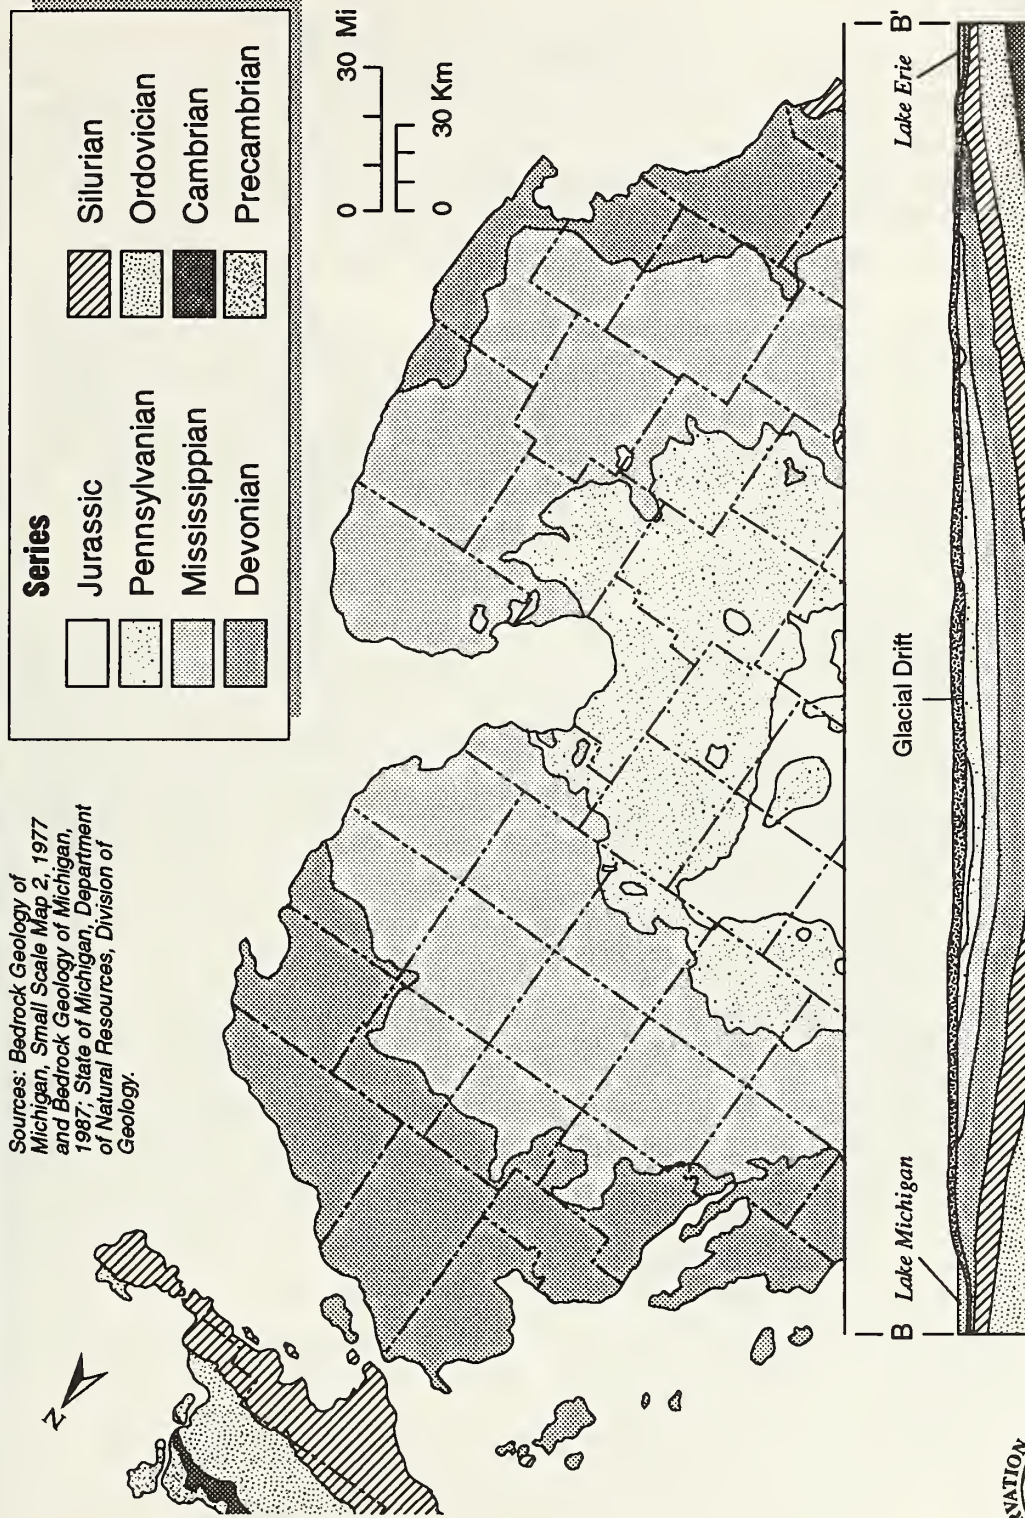 Series
Jurassic
Pennsylvanian
Mississippian
Devonian
Silurian
Ordovician
Cambrian
Precambrian
Sources: Bedrock Geology of
Michigan, Small Scale Map 2, 1977
and Bedrock Geology of Michigan,
1987; State of Michigan, Department
of Natural Resources, Division of
Geology.
0 30 Mi
0 30 Km
N
B
Lake Michigan
Glacial Drift
Lake Erie
B'
RVATION